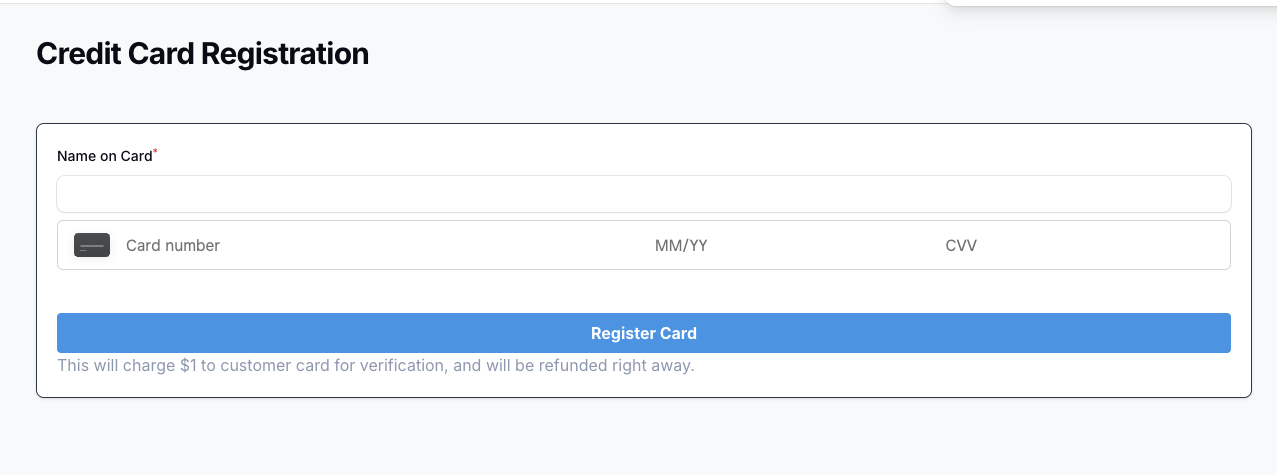 Credit Card Registration
Name on Card*
Card number MM/YY CVV
Register Card
This will charge $1 to customer card for verification, and will be refunded right away.